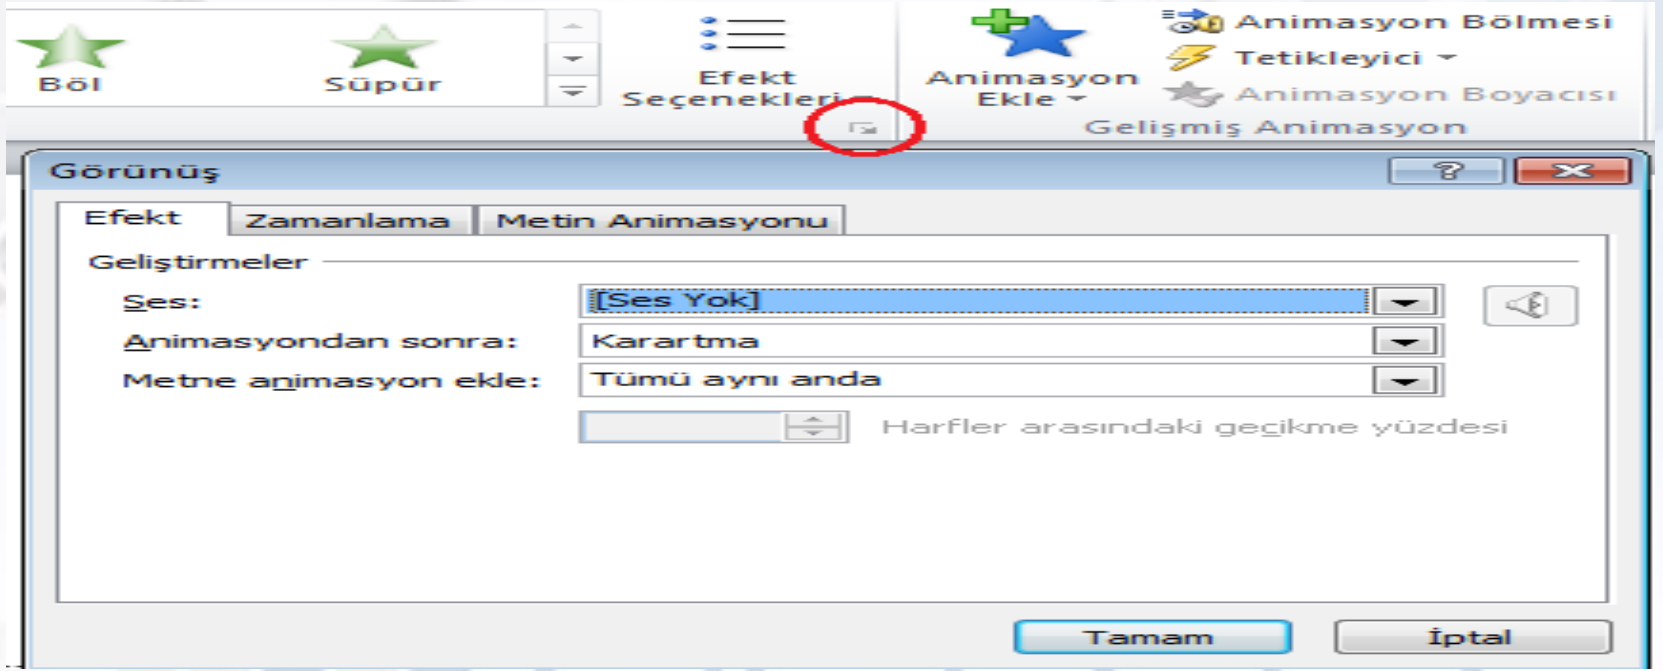 Böl
Süpür
Efekt
Seçenekleri
Animasyon
Ekle
Animasyon Bölmesi
Tetikleyici
Animasyon Boyacısı
Gelişmiş Animasyon
Görünüş
Efekt
Zamanlama
Metin Animasyonu
Geliştirmeler
Ses:
[Ses Yok]
Animasyondan sonra:
Karartma
Metne animasyon ekle:
Tümü aynı anda
Harfler arasındaki gecikme yüzdesi
Tamam
İptal